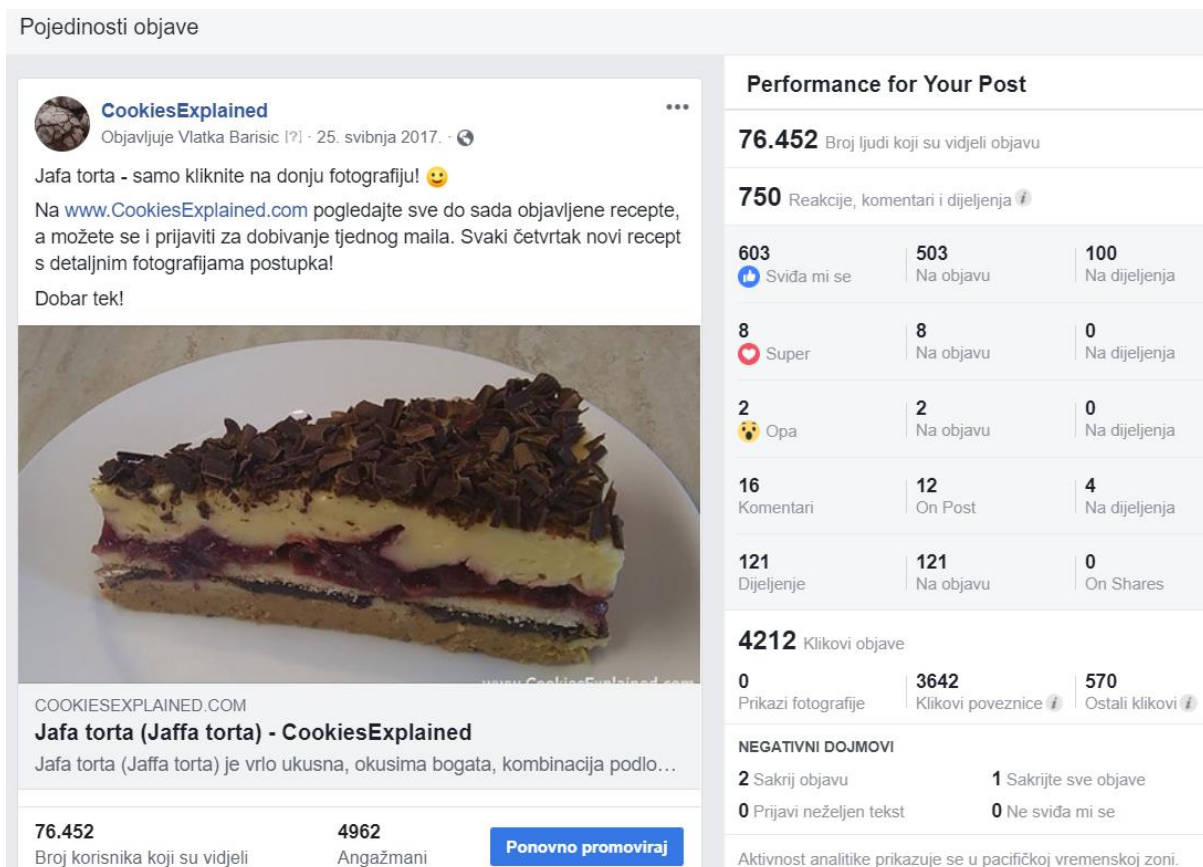 Pojedinosti objave
CookiesExplained
Objavljuje Vlatka Barisic [?] · 25. svibnja 2017. ·
Jafa torta - samo kliknite na donju fotografiju!
Na www.CookiesExplained.com pogledajte sve do sada objavljene recepte,
a možete se i prijaviti za dobivanje tjednog maila. Svaki četvrtak novi recept
s detaljnim fotografijama postupka!
Dobar tek!
www.CookiesExplained.com
COOKIESEXPLAINED.COM
Jafa torta (Jaffa torta) - CookiesExplained
Jafa torta (Jaffa torta) je vrlo ukusna, okusima bogata, kombinacija podlo…
76.452
Broj korisnika koji su vidjeli
4962
Angažmani
Ponovno promoviraj
Performance for Your Post
76.452 Broj ljudi koji su vidjeli objavu
750 Reakcije, komentari i dijeljenja
603 503 100
Sviđa mi se Na objavu Na dijeljenja
8 8 0
Super Na objavu Na dijeljenja
2 2 0
Opa Na objavu Na dijeljenja
16 12 4
Komentari On Post Na dijeljenja
121 121 0
Dijeljenje Na objavu On Shares
4212 Klikovi objave
0 3642 570
Prikazi fotografije Klikovi poveznice Ostali klikovi
NEGATIVNI DOJMOVI
2 Sakrij objavu 1 Sakrijte sve objave
0 Prijavi neželjen tekst 0 Ne sviđa mi se
Aktivnost analitike prikazuje se u pacifičkoj vremenskoj zoni.